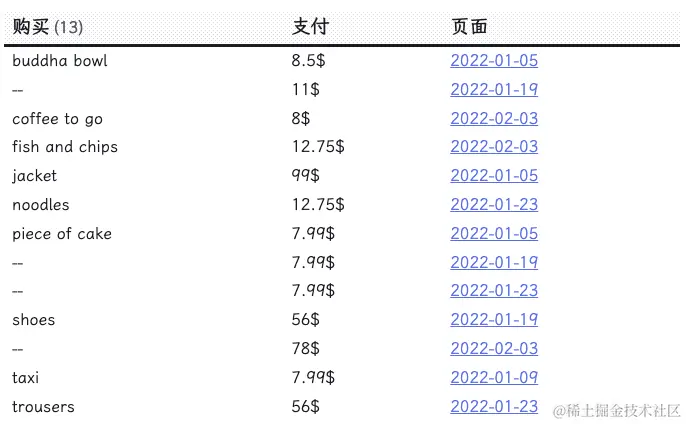 购买 (13) 支付 页面
buddha bowl 8.5$ 2022-01-05
-- 11$ 2022-01-19
coffee to go 8$ 2022-02-03
fish and chips 12.75$ 2022-02-03
jacket 99$ 2022-01-05
noodles 12.75$ 2022-01-23
piece of cake 7.99$ 2022-01-05
-- 7.99$ 2022-01-19
-- 7.99$ 2022-01-23
shoes 56$ 2022-01-19
-- 78$ 2022-02-03
taxi 7.99$ 2022-01-09
trousers 56$ 2022-01-23
@稀土掘金技术社区